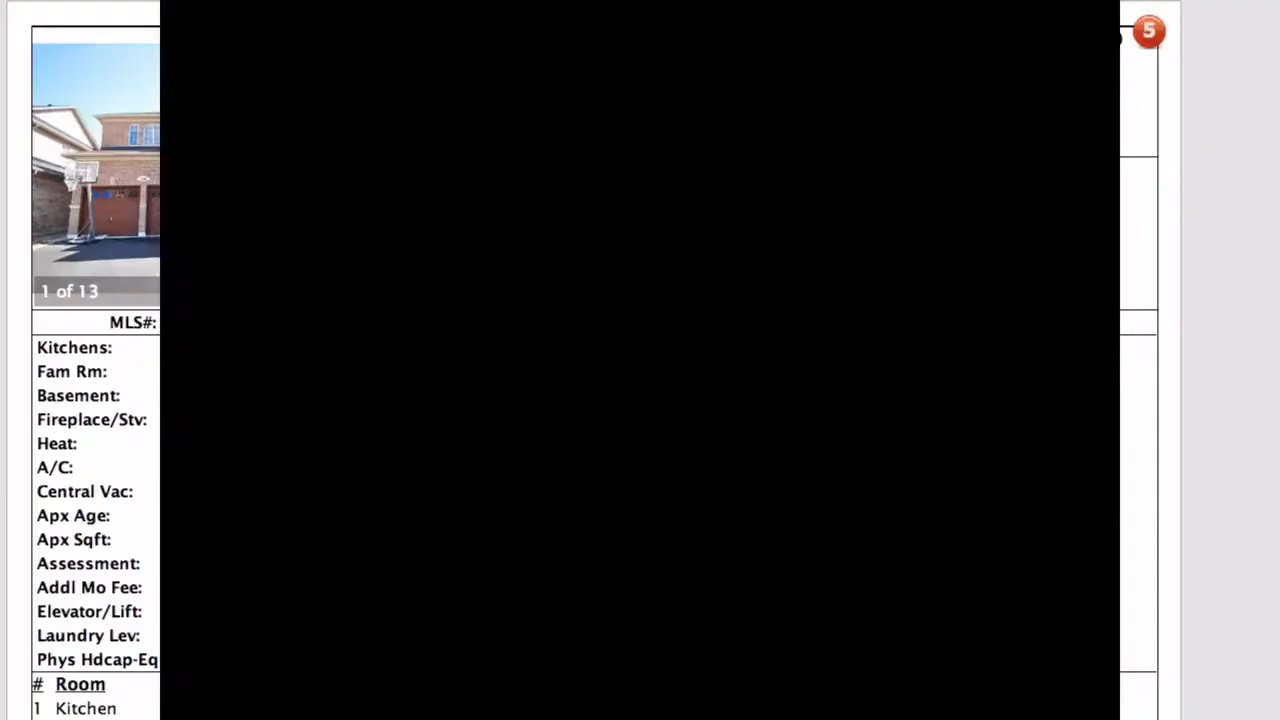 5
1 of 13
MLS#:
Kitchens:
Fam Rm:
Basement:
Fireplace/Stv:
Heat:
A/C:
Central Vac:
Apx Age:
Apx Sqft:
Assessment:
Addl Mo Fee:
Elevator/Lift:
Laundry Lev:
Phys Hdcap-Eq
# Room
1 Kitchen